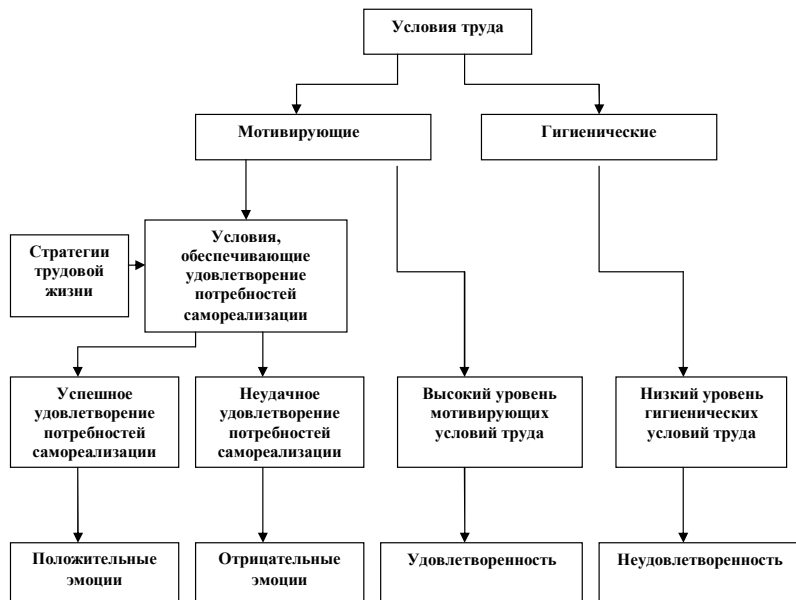 Условия труда
Мотивирующие
Гигиенические
Стратегии
трудовой
жизни
Условия,
обеспечивающие
удовлетворение
потребностей
самореализации
Успешное
удовлетворение
потребностей
самореализации
Неудачное
удовлетворение
потребностей
самореализации
Высокий уровень
мотивирующих
условий труда
Низкий уровень
гигиенических
условий труда
Положительные
эмоции
Отрицательные
эмоции
Удовлетворенность
Неудовлетворенность